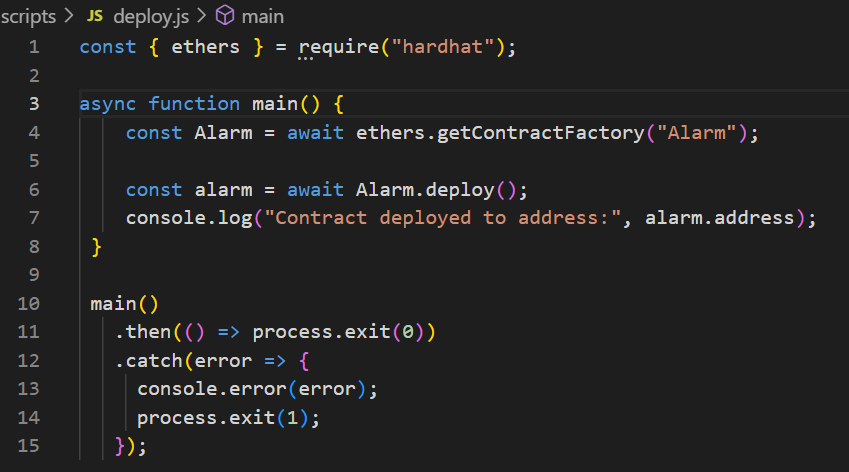 scripts > JS deploy.js > main
1 const { ethers } = require("hardhat");
2
3 async function main() {
4 const Alarm = await ethers.getContractFactory("Alarm");
5
6 const alarm = await Alarm.deploy();
7 console.log("Contract deployed to address:", alarm.address);
8 }
9
10 main()
11 .then(() => process.exit(0))
12 .catch(error => {
13 console.error(error);
14 process.exit(1);
15 });